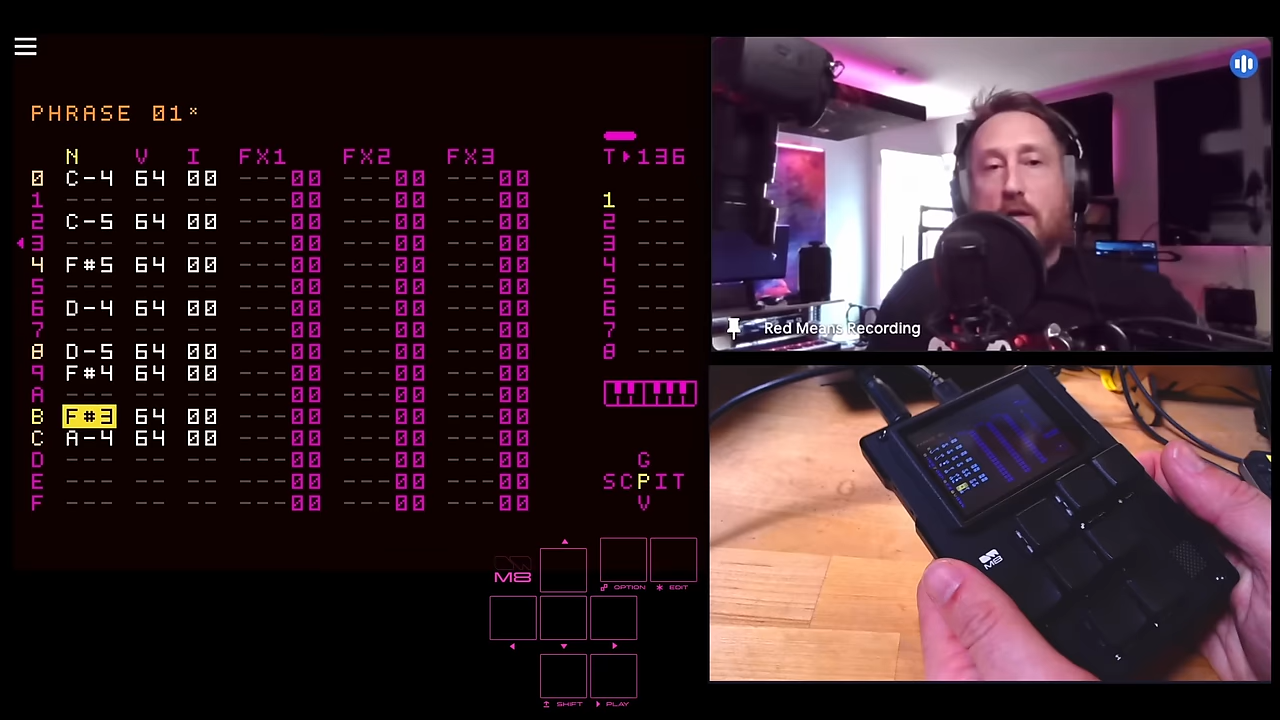 PHRASE 01*
N V I FX1 FX2 FX3 T▶136
0 C-4 64 00 ---00 ---00 ---00
1 --- -- -- ---00 ---00 ---00 1 ---
2 C-5 64 00 ---00 ---00 ---00 2 ---
3 --- -- -- ---00 ---00 ---00 3 ---
4 F#5 64 00 ---00 ---00 ---00 4 ---
5 --- -- -- ---00 ---00 ---00 5 ---
6 D-4 64 00 ---00 ---00 ---00 6 ---
7 --- -- -- ---00 ---00 ---00 7 ---
8 D-5 64 00 ---00 ---00 ---00 8 ---
9 F#4 64 00 ---00 ---00 ---00
A --- -- -- ---00 ---00 ---00
B F#3 64 00 ---00 ---00 ---00
C A-4 64 00 ---00 ---00 ---00
D --- -- -- ---00 ---00 ---00 G
E --- -- -- ---00 ---00 ---00 SCPIT
F --- -- -- ---00 ---00 ---00 V
M8
OPTION EDIT
SHIFT PLAY
Red Means Recording
M8